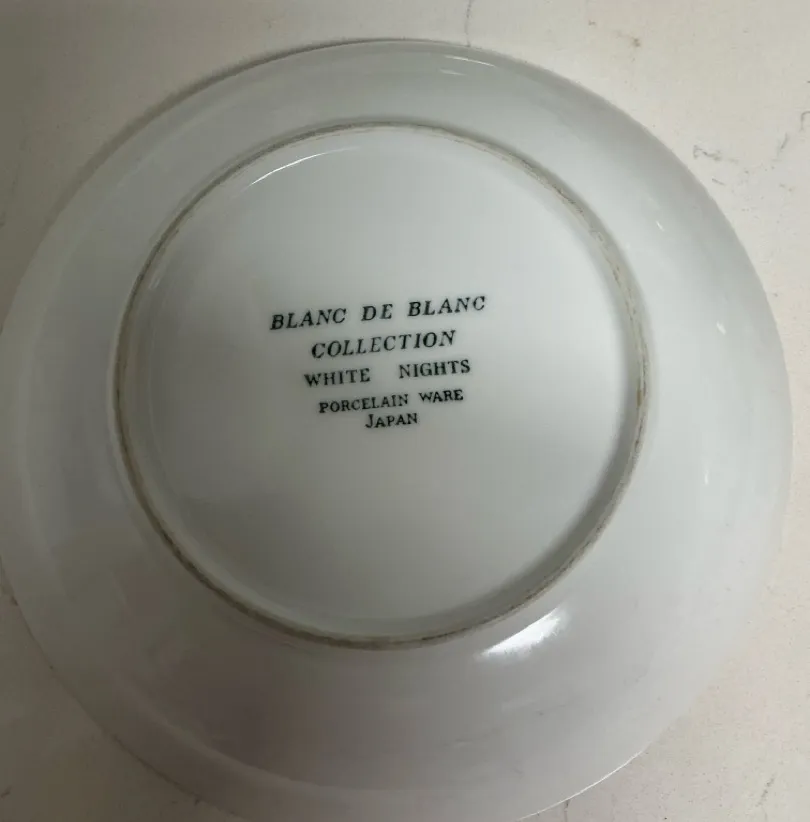 BLANC DE BLANC
COLLECTION
WHITE NIGHTS
PORCELAIN WARE
JAPAN